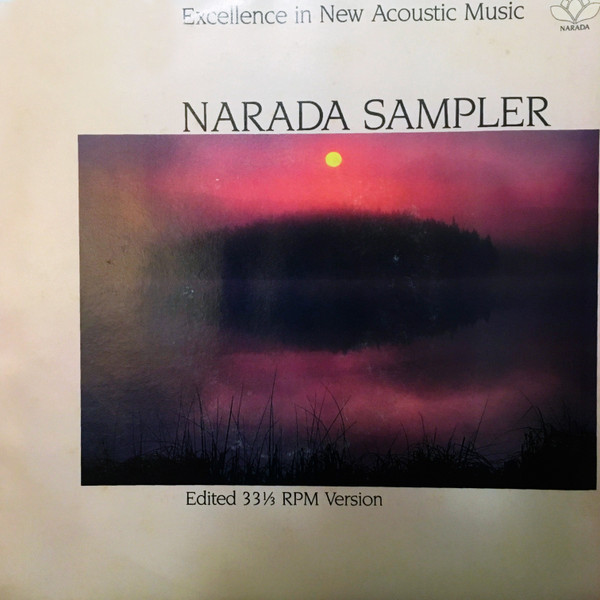 Excellence in New Acoustic Music
NARADA
NARADA SAMPLER
Edited 33⅓ RPM Version